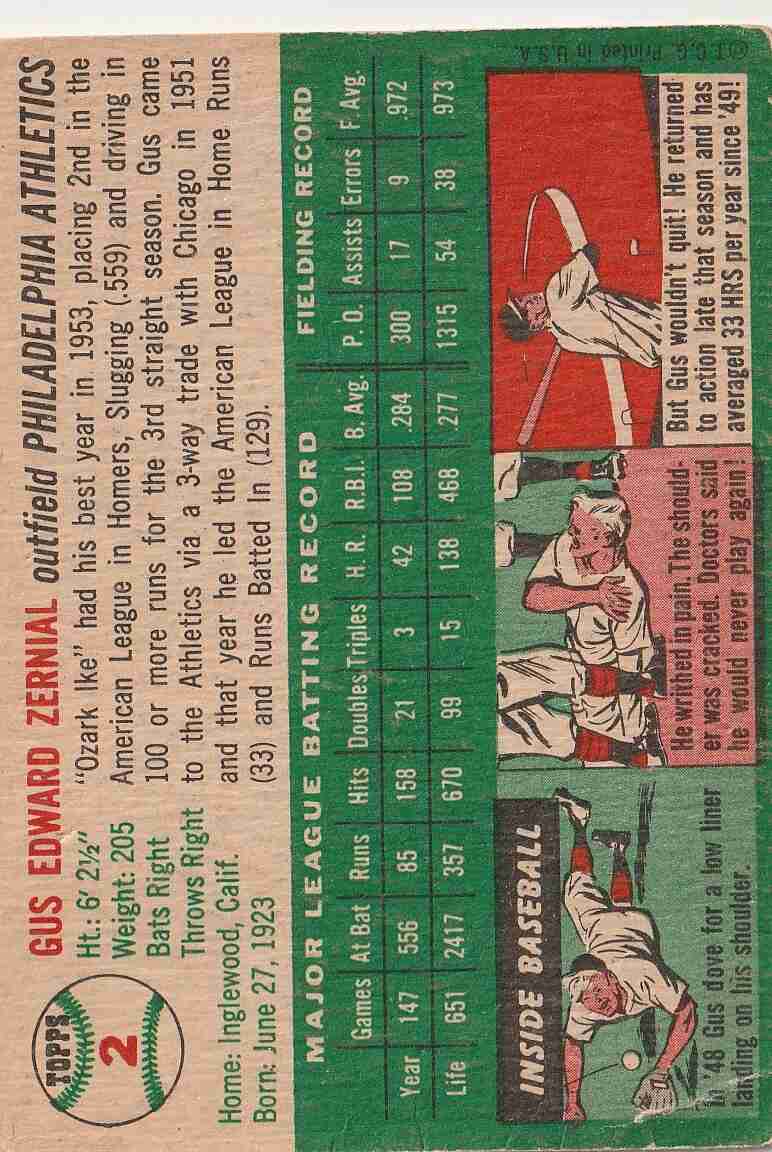 TOPPS
2
GUS EDWARD ZERNIAL outfield PHILADELPHIA ATHLETICS
Ht.: 6' 2½"
Weight: 205
Bats Right
Throws Right
Home: Inglewood, Calif.
Born: June 27, 1923
"Ozark Ike" had his best year in 1953, placing 2nd in the
American League in Homers, Slugging (.559) and driving in
100 or more runs for the 3rd straight season. Gus came
to the Athletics via a 3-way trade with Chicago in 1951
and that year he led the American League in Home Runs
(33) and Runs Batted In (129).
MAJOR LEAGUE BATTING RECORD FIELDING RECORD
Games At Bat Runs Hits Doubles Triples H. R. R.B.I. B. Avg. P. O. Assists Errors F. Avg.
Year 147 556 85 158 21 3 42 108 .284 300 17 9 .972
Life 651 2417 357 670 99 15 138 468 .277 1315 54 38 .973
INSIDE BASEBALL
In '48 Gus dove for a low liner
landing on his shoulder.
He writhed in pain. The should-
er was cracked. Doctors said
he would never play again!
But Gus wouldn't quit! He returned
to action late that season and has
averaged 33 HRS per year since '49!
© T. C. G. Printed in U. S. A.